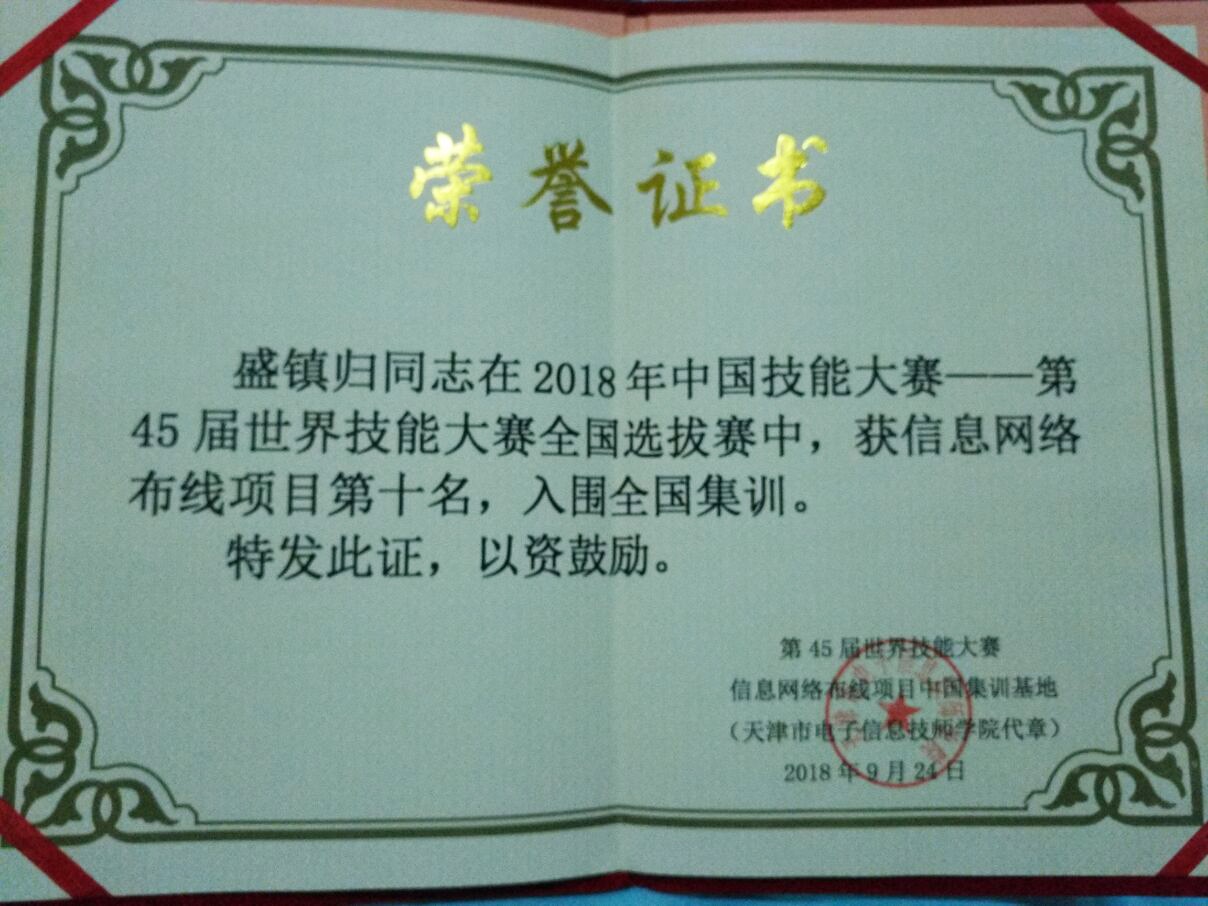 荣誉证书
盛镇归同志在2018年中国技能大赛——第
45届世界技能大赛全国选拔赛中，获信息网络
布线项目第十名，入围全国集训。
特发此证，以资鼓励。
第45届世界技能大赛
信息网络布线项目中国集训基地
（天津市电子信息技师学院代章）
2018年9月24日